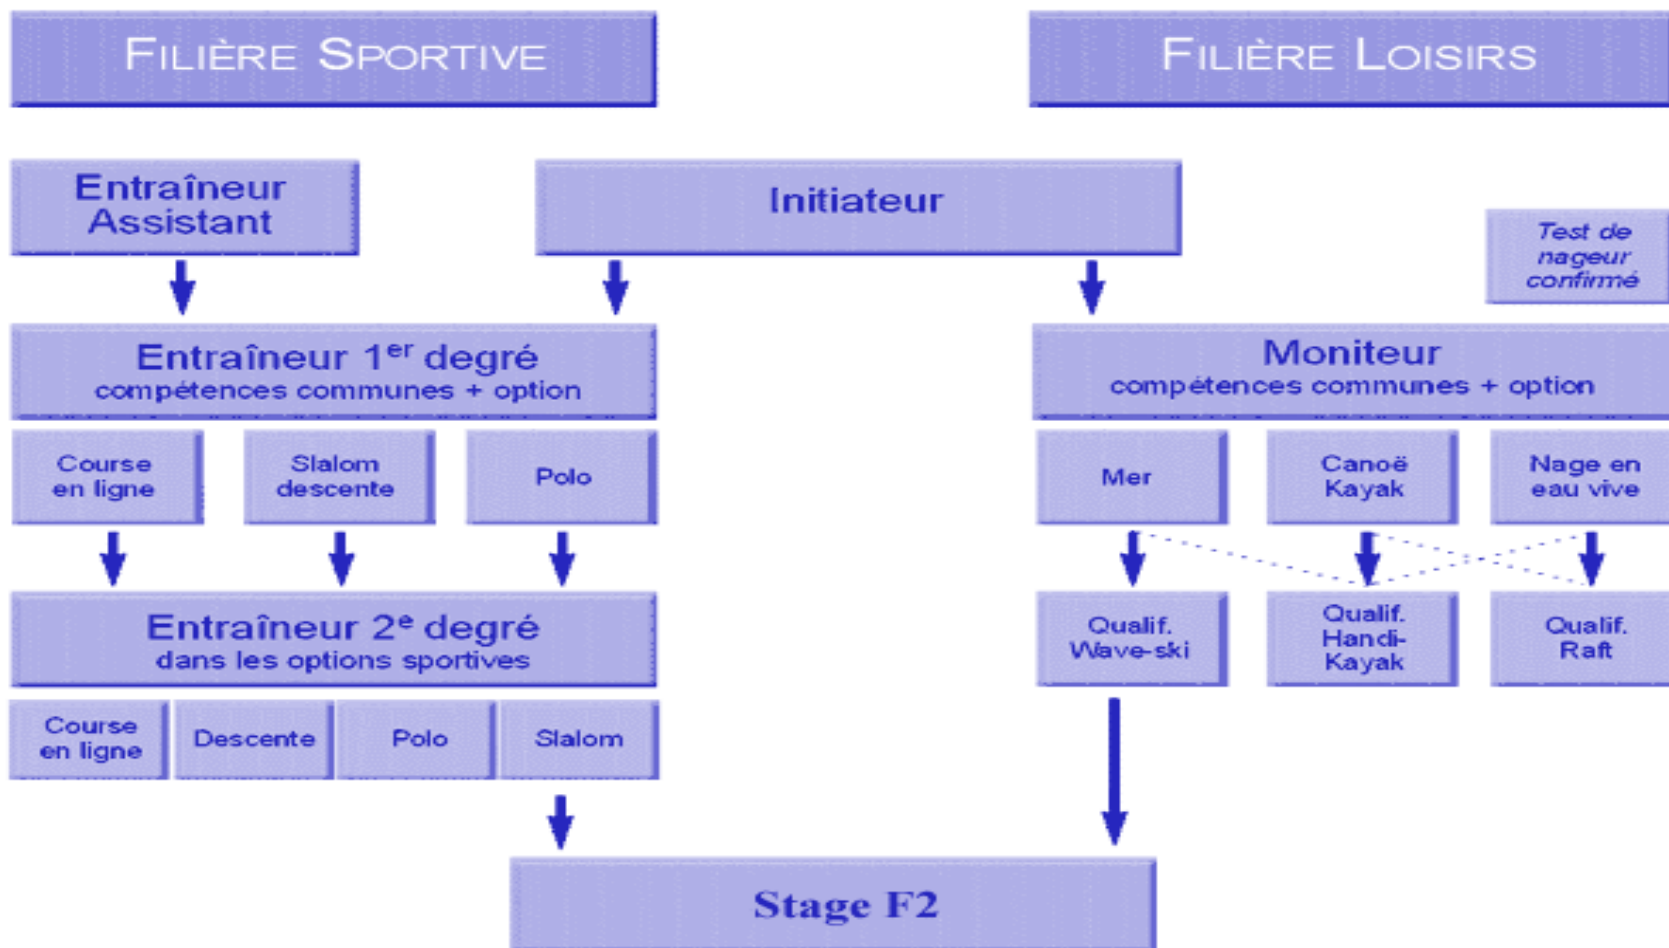 FILIÈRE SPORTIVE
FILIÈRE LOISIRS
Entraîneur
Assistant
Initiateur
Test de
nageur
confirmé
Entraîneur 1er degré
compétences communes + option
Moniteur
compétences communes + option
Course
en ligne
Slalom
descente
Polo
Mer
Canoë
Kayak
Nage en
eau vive
Entraîneur 2e degré
dans les options sportives
Qualif.
Wave-ski
Qualif.
Handi-
Kayak
Qualif.
Raft
Course
en ligne
Descente
Polo
Slalom
Stage F2